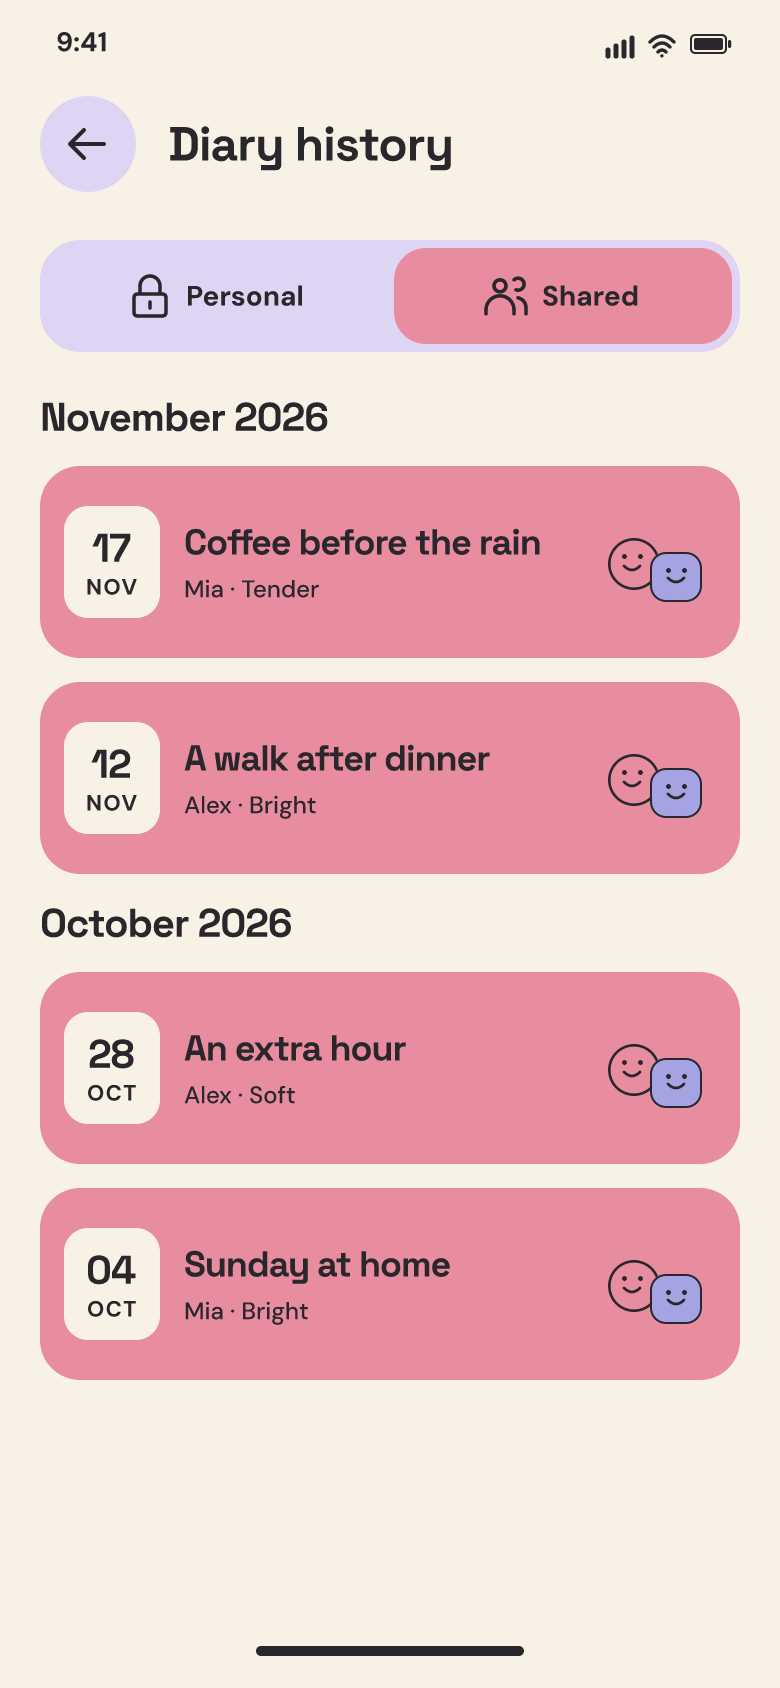 9:41
Diary history
Personal
Shared
November 2026
17
NOV
Coffee before the rain
Mia · Tender
12
NOV
A walk after dinner
Alex · Bright
October 2026
28
OCT
An extra hour
Alex · Soft
04
OCT
Sunday at home
Mia · Bright